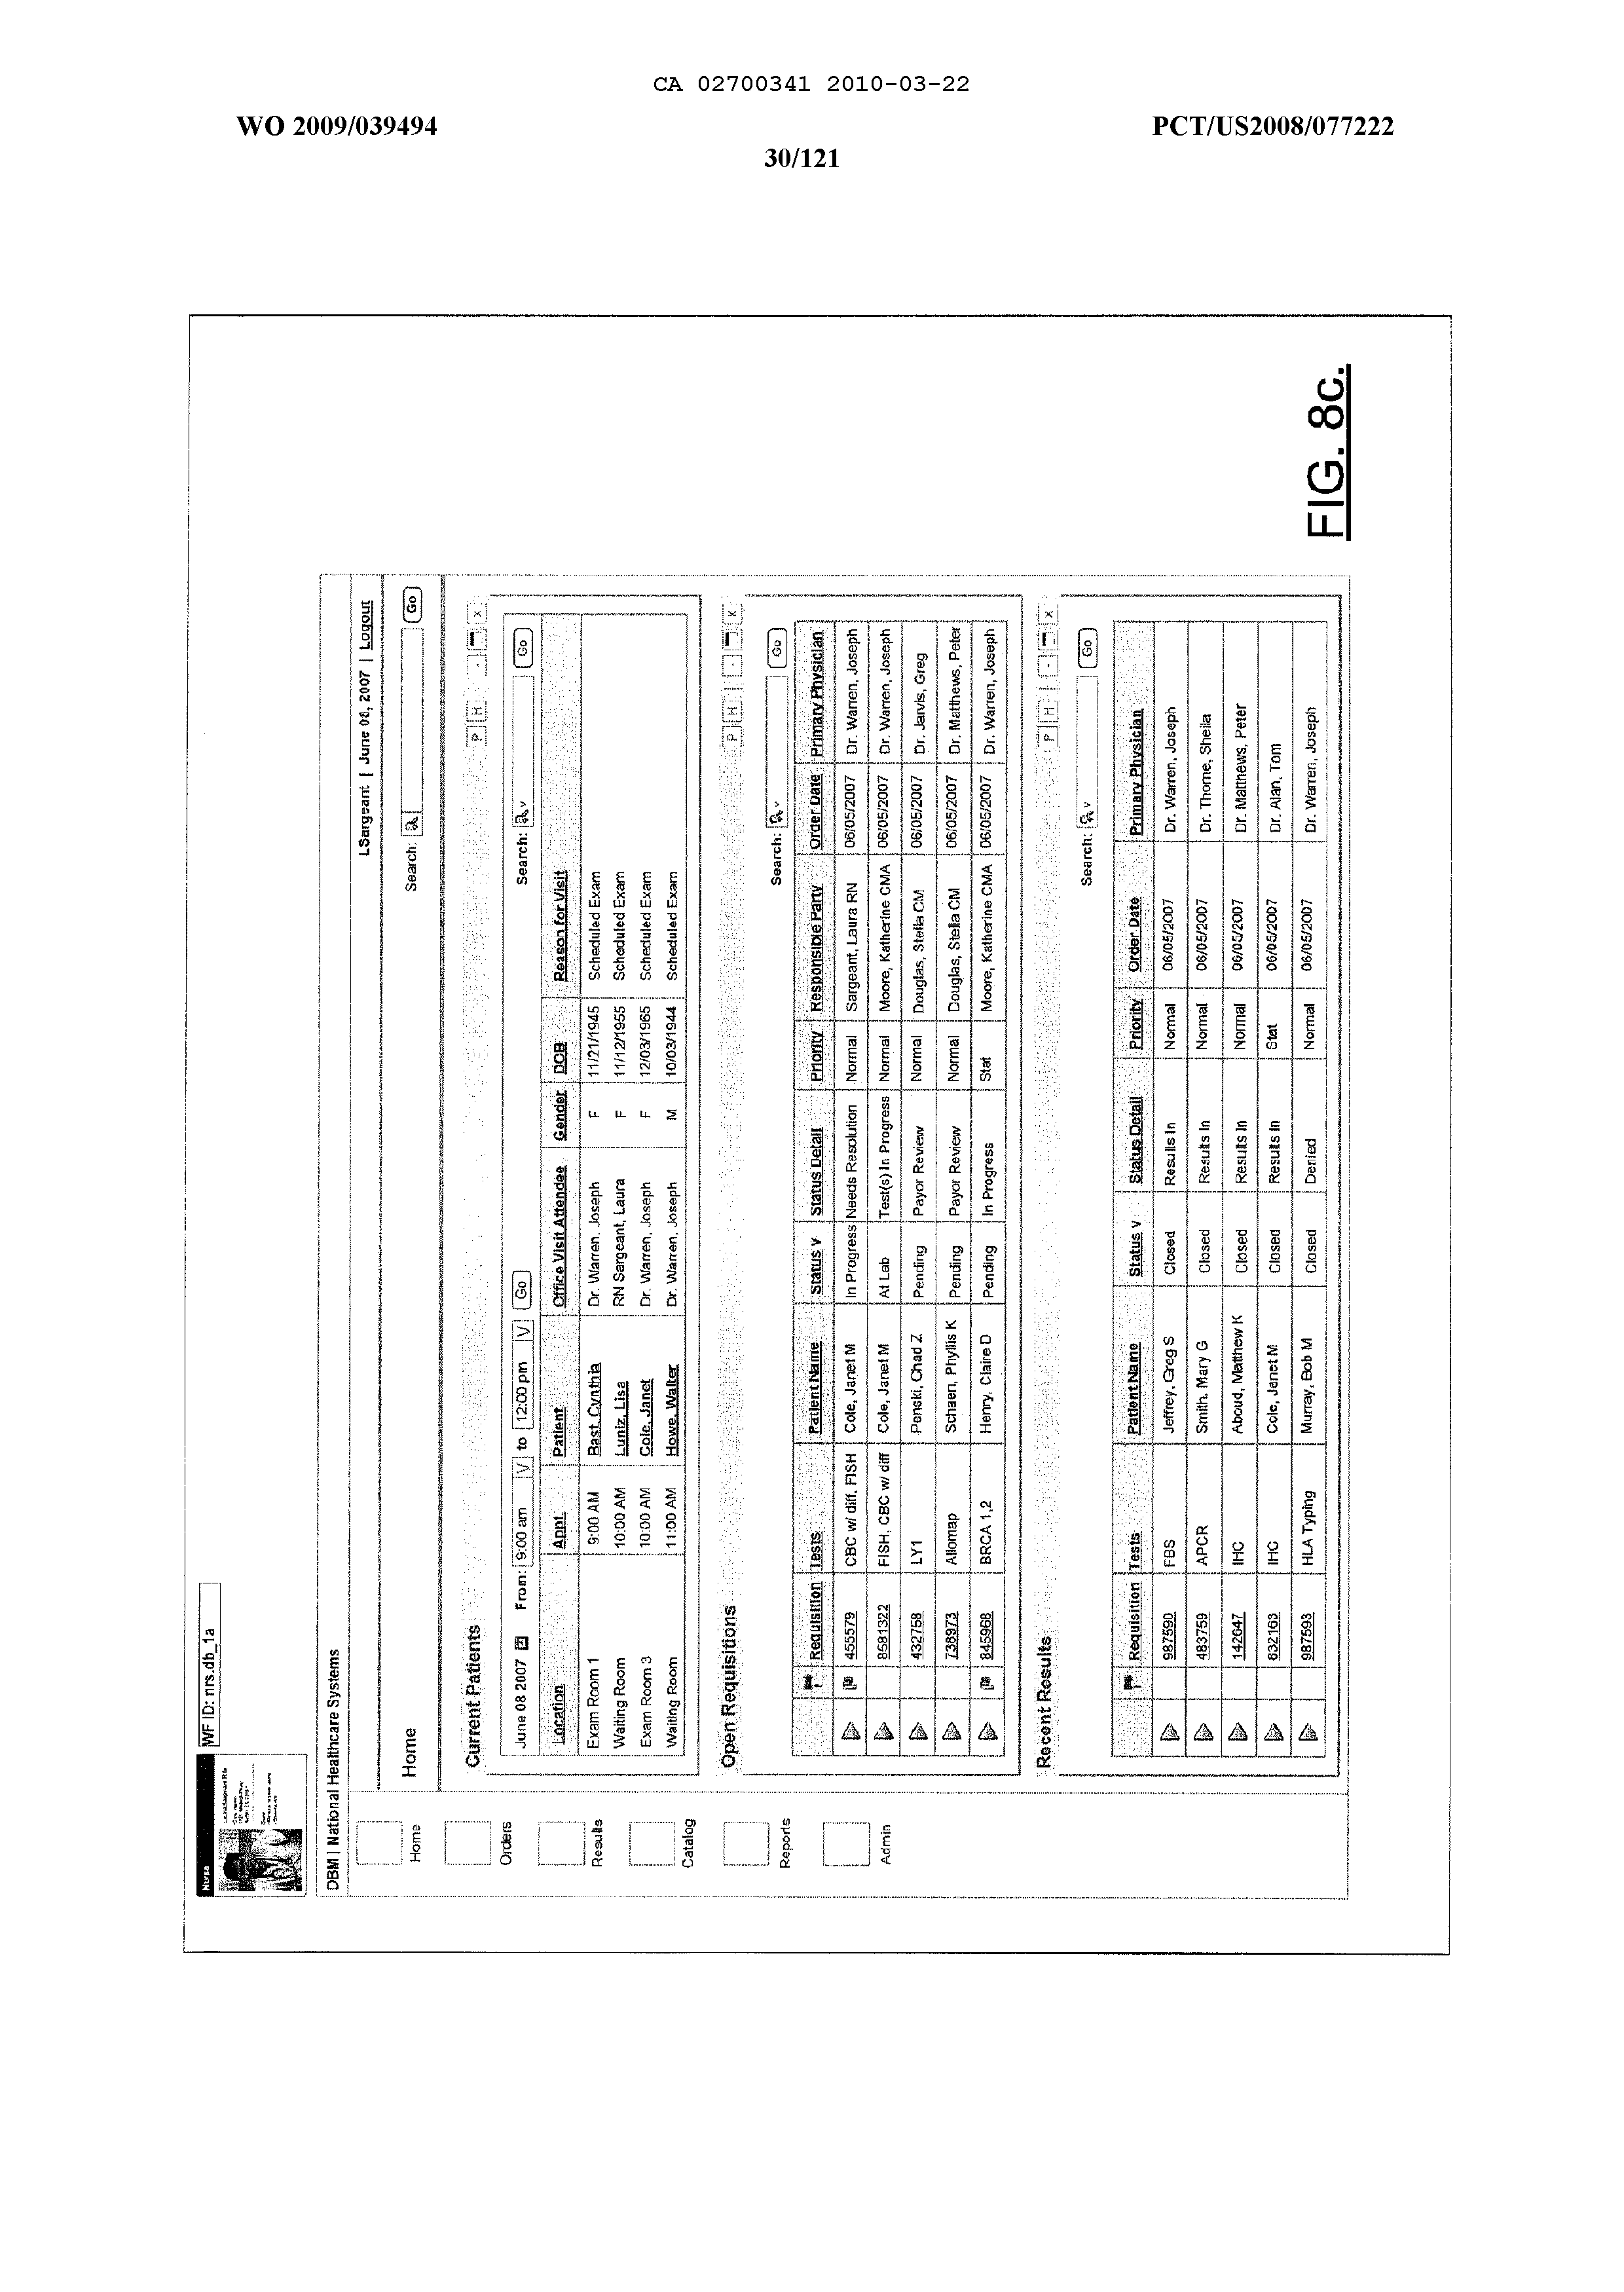 CA 02700341 2010-03-22
WO 2009/039494 PCT/US2008/077222
30/121
Nurse
WF ID: nrs.db_1a
DBM | National Healthcare Systems
LSargeant | June 08, 2007 | Logout
Home Search: Go
Home
Orders
Results
Catalog
Reports
Admin
Current Patients P H - X
June 08 2007 From: 9:00 am V to 12:00 pm V Go Search: v Go
Location Appt. Patient Office Visit Attendee Gender DOB Reason for Visit
Exam Room 1 9:00 AM Bast, Cynthia Dr. Warren, Joseph F 11/21/1945 Scheduled Exam
Waiting Room 10:00 AM Luniz, Lisa RN Sargeant, Laura F 11/12/1955 Scheduled Exam
Exam Room 3 10:00 AM Cole, Janet Dr. Warren, Joseph F 12/03/1965 Scheduled Exam
Waiting Room 11:00 AM Howe, Walter Dr. Warren, Joseph M 10/03/1944 Scheduled Exam
Open Requisitions P H - X
Search: v Go
Requisition Tests Patient Name Status v Status Detail Priority Responsible Party Order Date Primary Physician
455579 CBC w/ diff, FISH Cole, Janet M In Progress Needs Resolution Normal Sargeant, Laura RN 06/05/2007 Dr. Warren, Joseph
8581322 FISH, CBC w/ diff Cole, Janet M At Lab Test(s) In Progress Normal Moore, Katherine CMA 06/05/2007 Dr. Warren, Joseph
432758 LY1 Penski, Chad Z Pending Payor Review Normal Douglas, Stella CM 06/05/2007 Dr. Jarvis, Greg
738973 Allomap Schaen, Phyllis K Pending Payor Review Normal Douglas, Stella CM 06/05/2007 Dr. Matthews, Peter
845968 BRCA 1,2 Henry, Claire D Pending In Progress Stat Moore, Katherine CMA 06/05/2007 Dr. Warren, Joseph
Recent Results P H - X
Search: v Go
Requisition Tests Patient Name Status v Status Detail Priority Order Date Primary Physician
987590 FBS Jeffrey, Greg S Closed Results In Normal 06/05/2007 Dr. Warren, Joseph
483759 APCR Smith, Mary G Closed Results In Normal 06/05/2007 Dr. Thorne, Sheila
142647 IHC Aboud, Matthew K Closed Results In Normal 06/05/2007 Dr. Matthews, Peter
832163 IHC Cole, Janet M Closed Results In Stat 06/05/2007 Dr. Alan, Tom
987593 HLA Typing Murray, Bob M Closed Denied Normal 06/05/2007 Dr. Warren, Joseph
FIG. 8c.